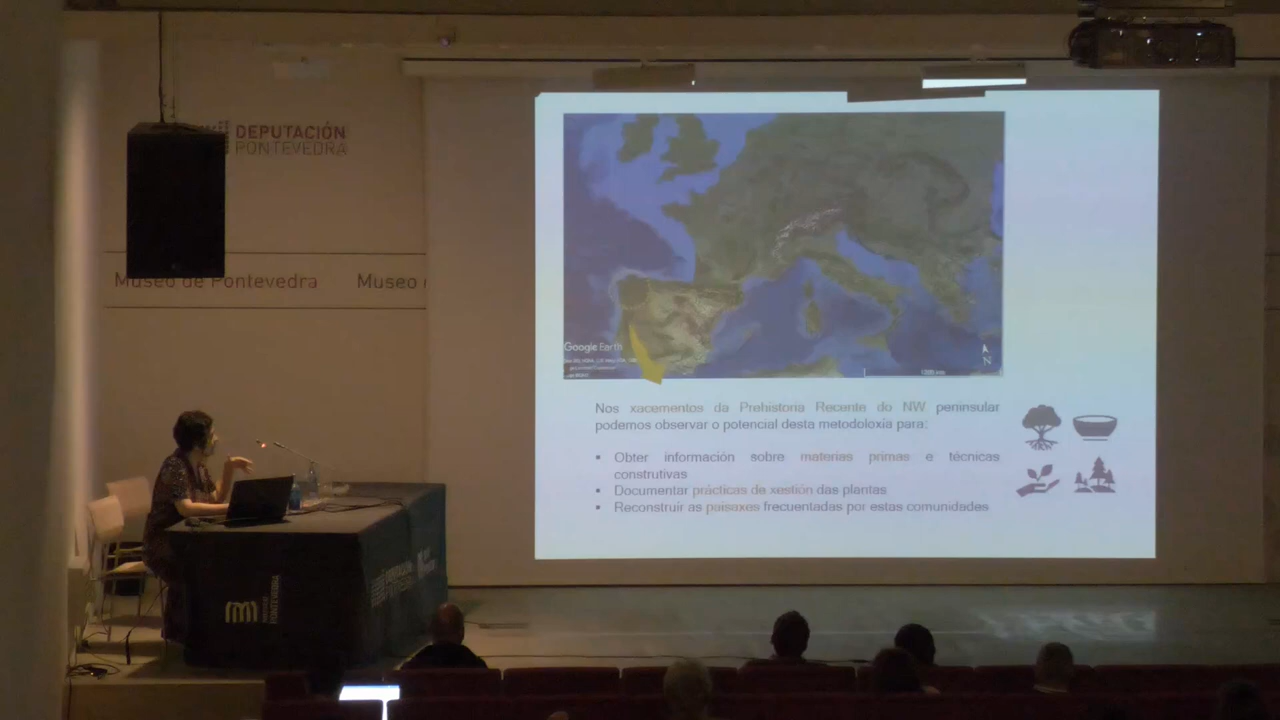 DEPUTACIÓN
PONTEVEDRA
Museo de Pontevedra Museo
Google Earth
N
Nos xacementos da Prehistoria Recente do NW peninsular
podemos observar o potencial desta metodoloxía para:
▪ Obter información sobre materias primas e técnicas
construtivas
▪ Documentar prácticas de xestión das plantas
▪ Reconstruír as paisaxes frecuentadas por estas comunidades
MUSEO
PONTEVEDRA